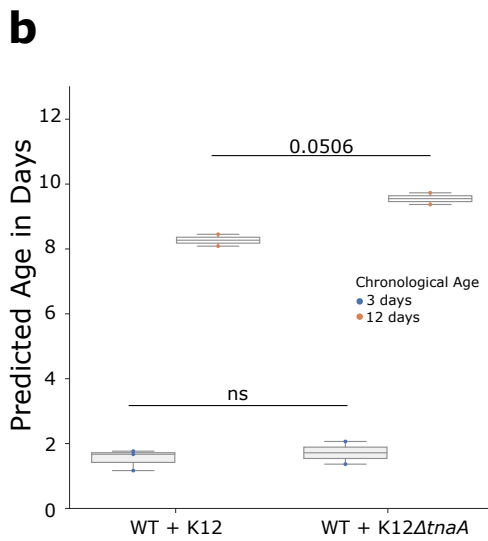 b
Predicted Age in Days
12
10
8
6
4
2
0
0.0506
Chronological Age
3 days
12 days
ns
WT + K12
WT + K12ΔtnaA